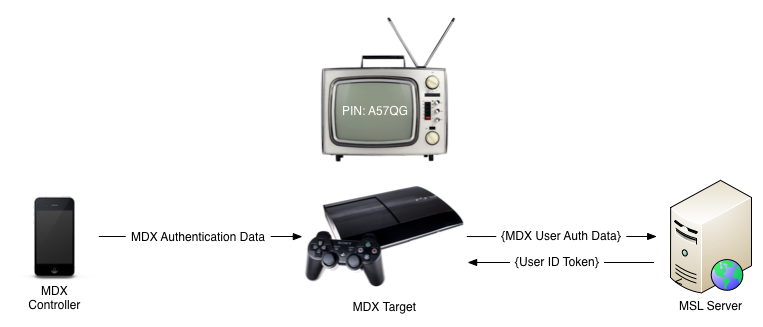 PIN: A57QG
MDX Authentication Data
{MDX User Auth Data}
{User ID Token}
MDX
Controller
MDX Target
MSL Server